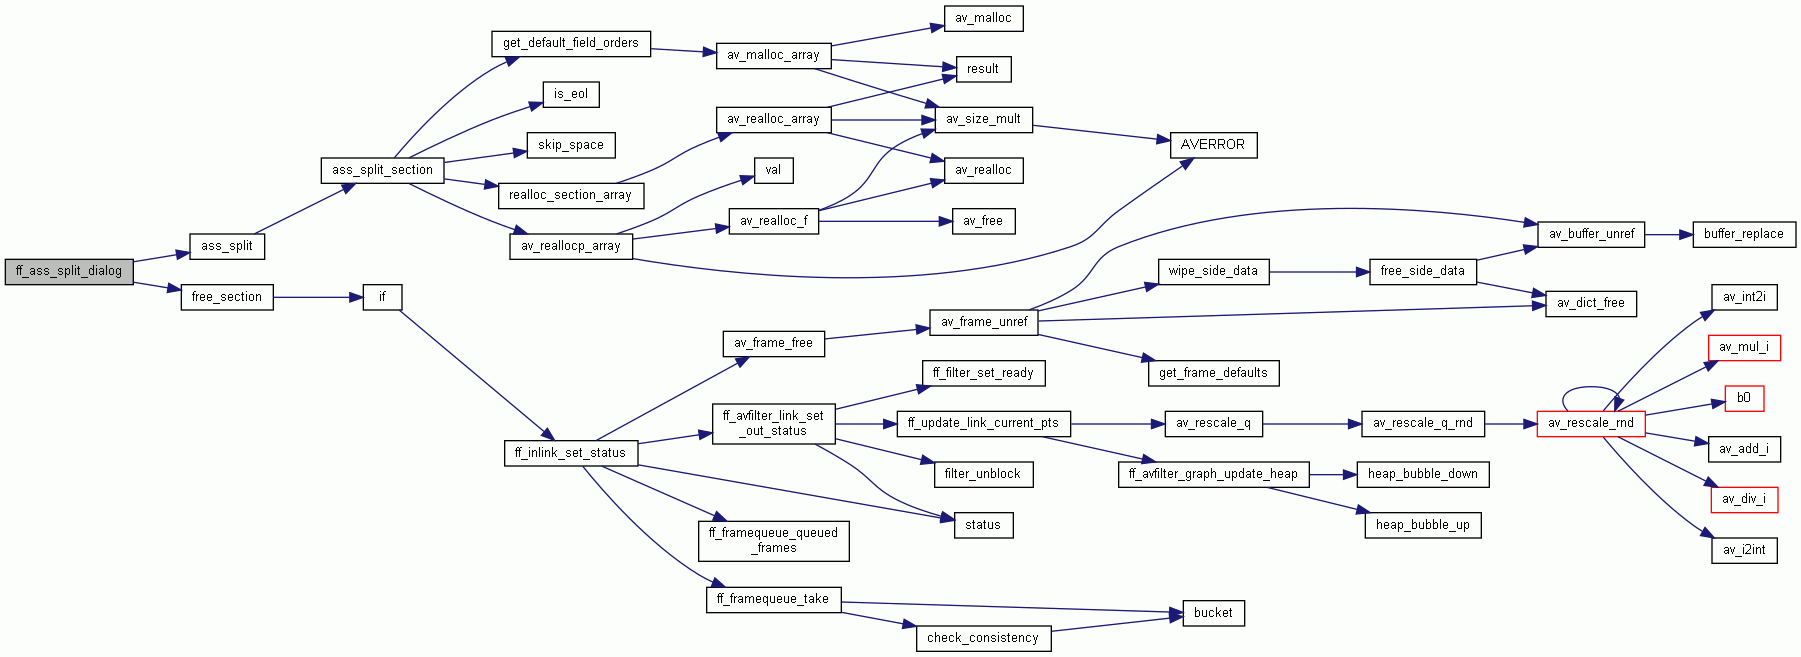 ff_ass_split_dialog
ass_split
free_section
ass_split_section
if
get_default_field_orders
is_eol
skip_space
realloc_section_array
av_reallocp_array
ff_inlink_set_status
av_malloc_array
av_realloc_array
val
av_realloc_f
av_frame_free
ff_avfilter_link_set
_out_status
ff_framequeue_queued
_frames
ff_framequeue_take
av_malloc
result
av_size_mult
av_realloc
av_free
av_frame_unref
ff_filter_set_ready
ff_update_link_current_pts
filter_unblock
status
check_consistency
AVERROR
wipe_side_data
get_frame_defaults
av_rescale_q
ff_avfilter_graph_update_heap
bucket
free_side_data
av_rescale_q_rnd
heap_bubble_down
heap_bubble_up
av_buffer_unref
av_dict_free
av_rescale_rnd
buffer_replace
av_int2i
av_mul_i
b0
av_add_i
av_div_i
av_i2int